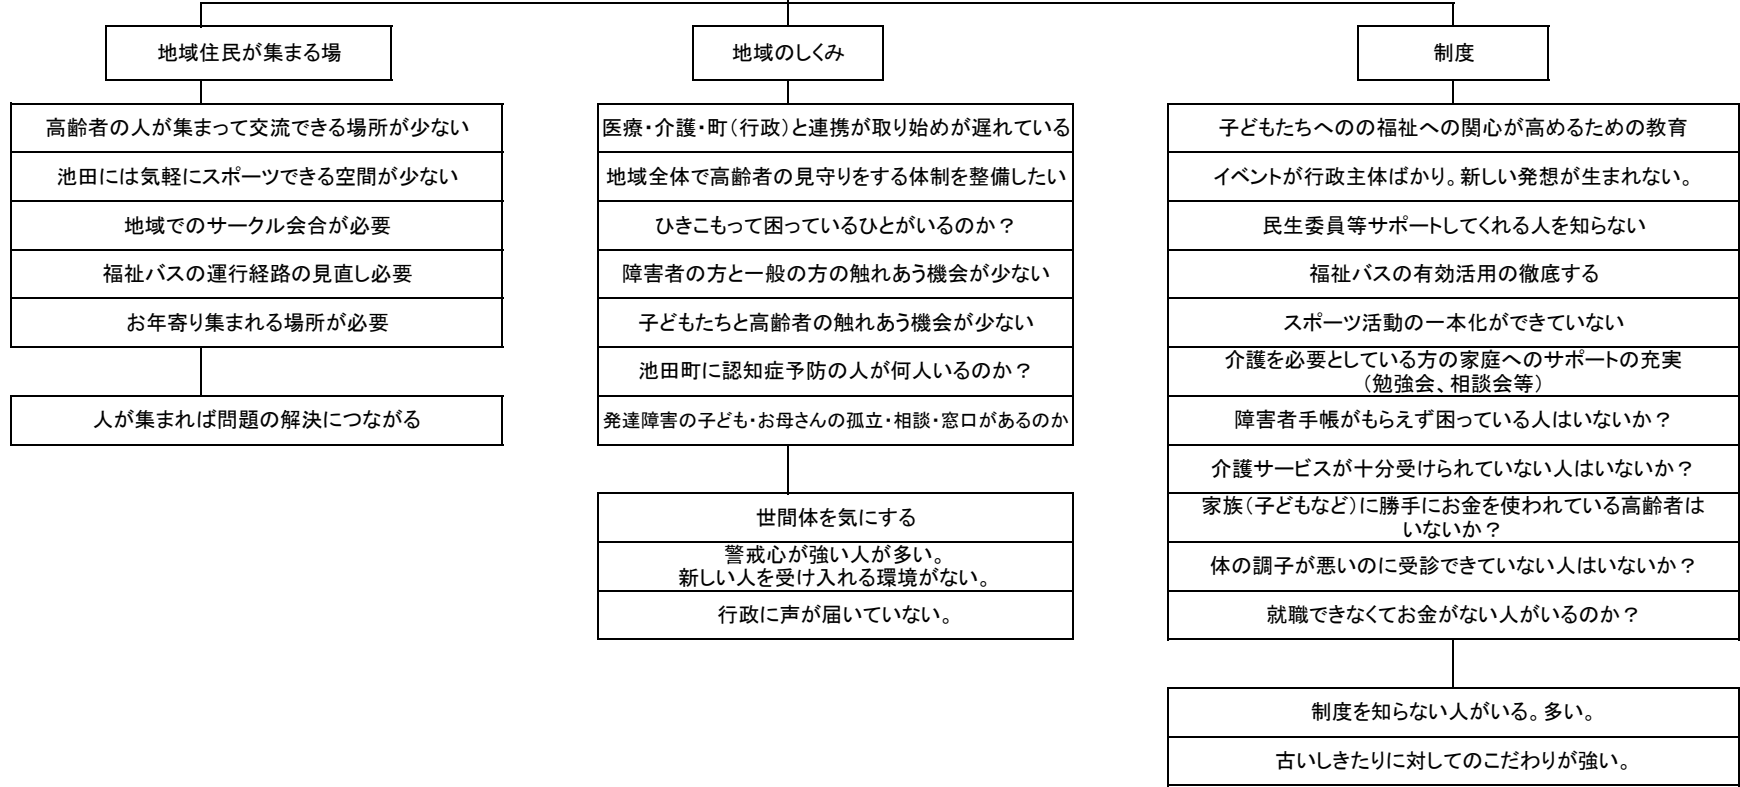 地域住民が集まる場
高齢者の人が集まって交流できる場所が少ない
池田には気軽にスポーツできる空間が少ない
地域でのサークル会合が必要
福祉バスの運行経路の見直し必要
お年寄り集まれる場所が必要
人が集まれば問題の解決につながる
地域のしくみ
医療・介護・町(行政)と連携が取り始めが遅れている
地域全体で高齢者の見守りをする体制を整備したい
ひきこもって困っているひとがいるのか？
障害者の方と一般の方の触れあう機会が少ない
子どもたちと高齢者の触れあう機会が少ない
池田町に認知症予防の人が何人いるのか？
発達障害の子ども・お母さんの孤立・相談・窓口があるのか
世間体を気にする
警戒心が強い人が多い。
新しい人を受け入れる環境がない。
行政に声が届いていない。
制度
子どもたちへのの福祉への関心が高めるための教育
イベントが行政主体ばかり。新しい発想が生まれない。
民生委員等サポートしてくれる人を知らない
福祉バスの有効活用の徹底する
スポーツ活動の一本化ができていない
介護を必要としている方の家庭へのサポートの充実
(勉強会、相談会等)
障害者手帳がもらえず困っている人はいないか？
介護サービスが十分受けられていない人はいないか？
家族(子どもなど)に勝手にお金を使われている高齢者は
いないか？
体の調子が悪いのに受診できていない人はいないか？
就職できなくてお金がない人がいるのか？
制度を知らない人がいる。多い。
古いしきたりに対してのこだわりが強い。